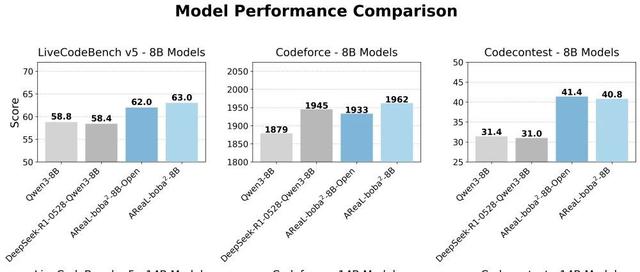 Model Performance Comparison
LiveCodeBench v5 - 8B Models
Score
70
65
60
55
50
58.8
58.4
62.0
63.0
Qwen3-8B
DeepSeek-R1-0528-Qwen3-8B
AReaL-boba²-8B-Open
AReaL-boba²-8B
Codeforce - 8B Models
2050
2000
1950
1900
1850
1800
1879
1945
1933
1962
Qwen3-8B
DeepSeek-R1-0528-Qwen3-8B
AReaL-boba²-8B-Open
AReaL-boba²-8B
Codecontest - 8B Models
50
45
40
35
30
25
31.4
31.0
41.4
40.8
Qwen3-8B
DeepSeek-R1-0528-Qwen3-8B
AReaL-boba²-8B-Open
AReaL-boba²-8B